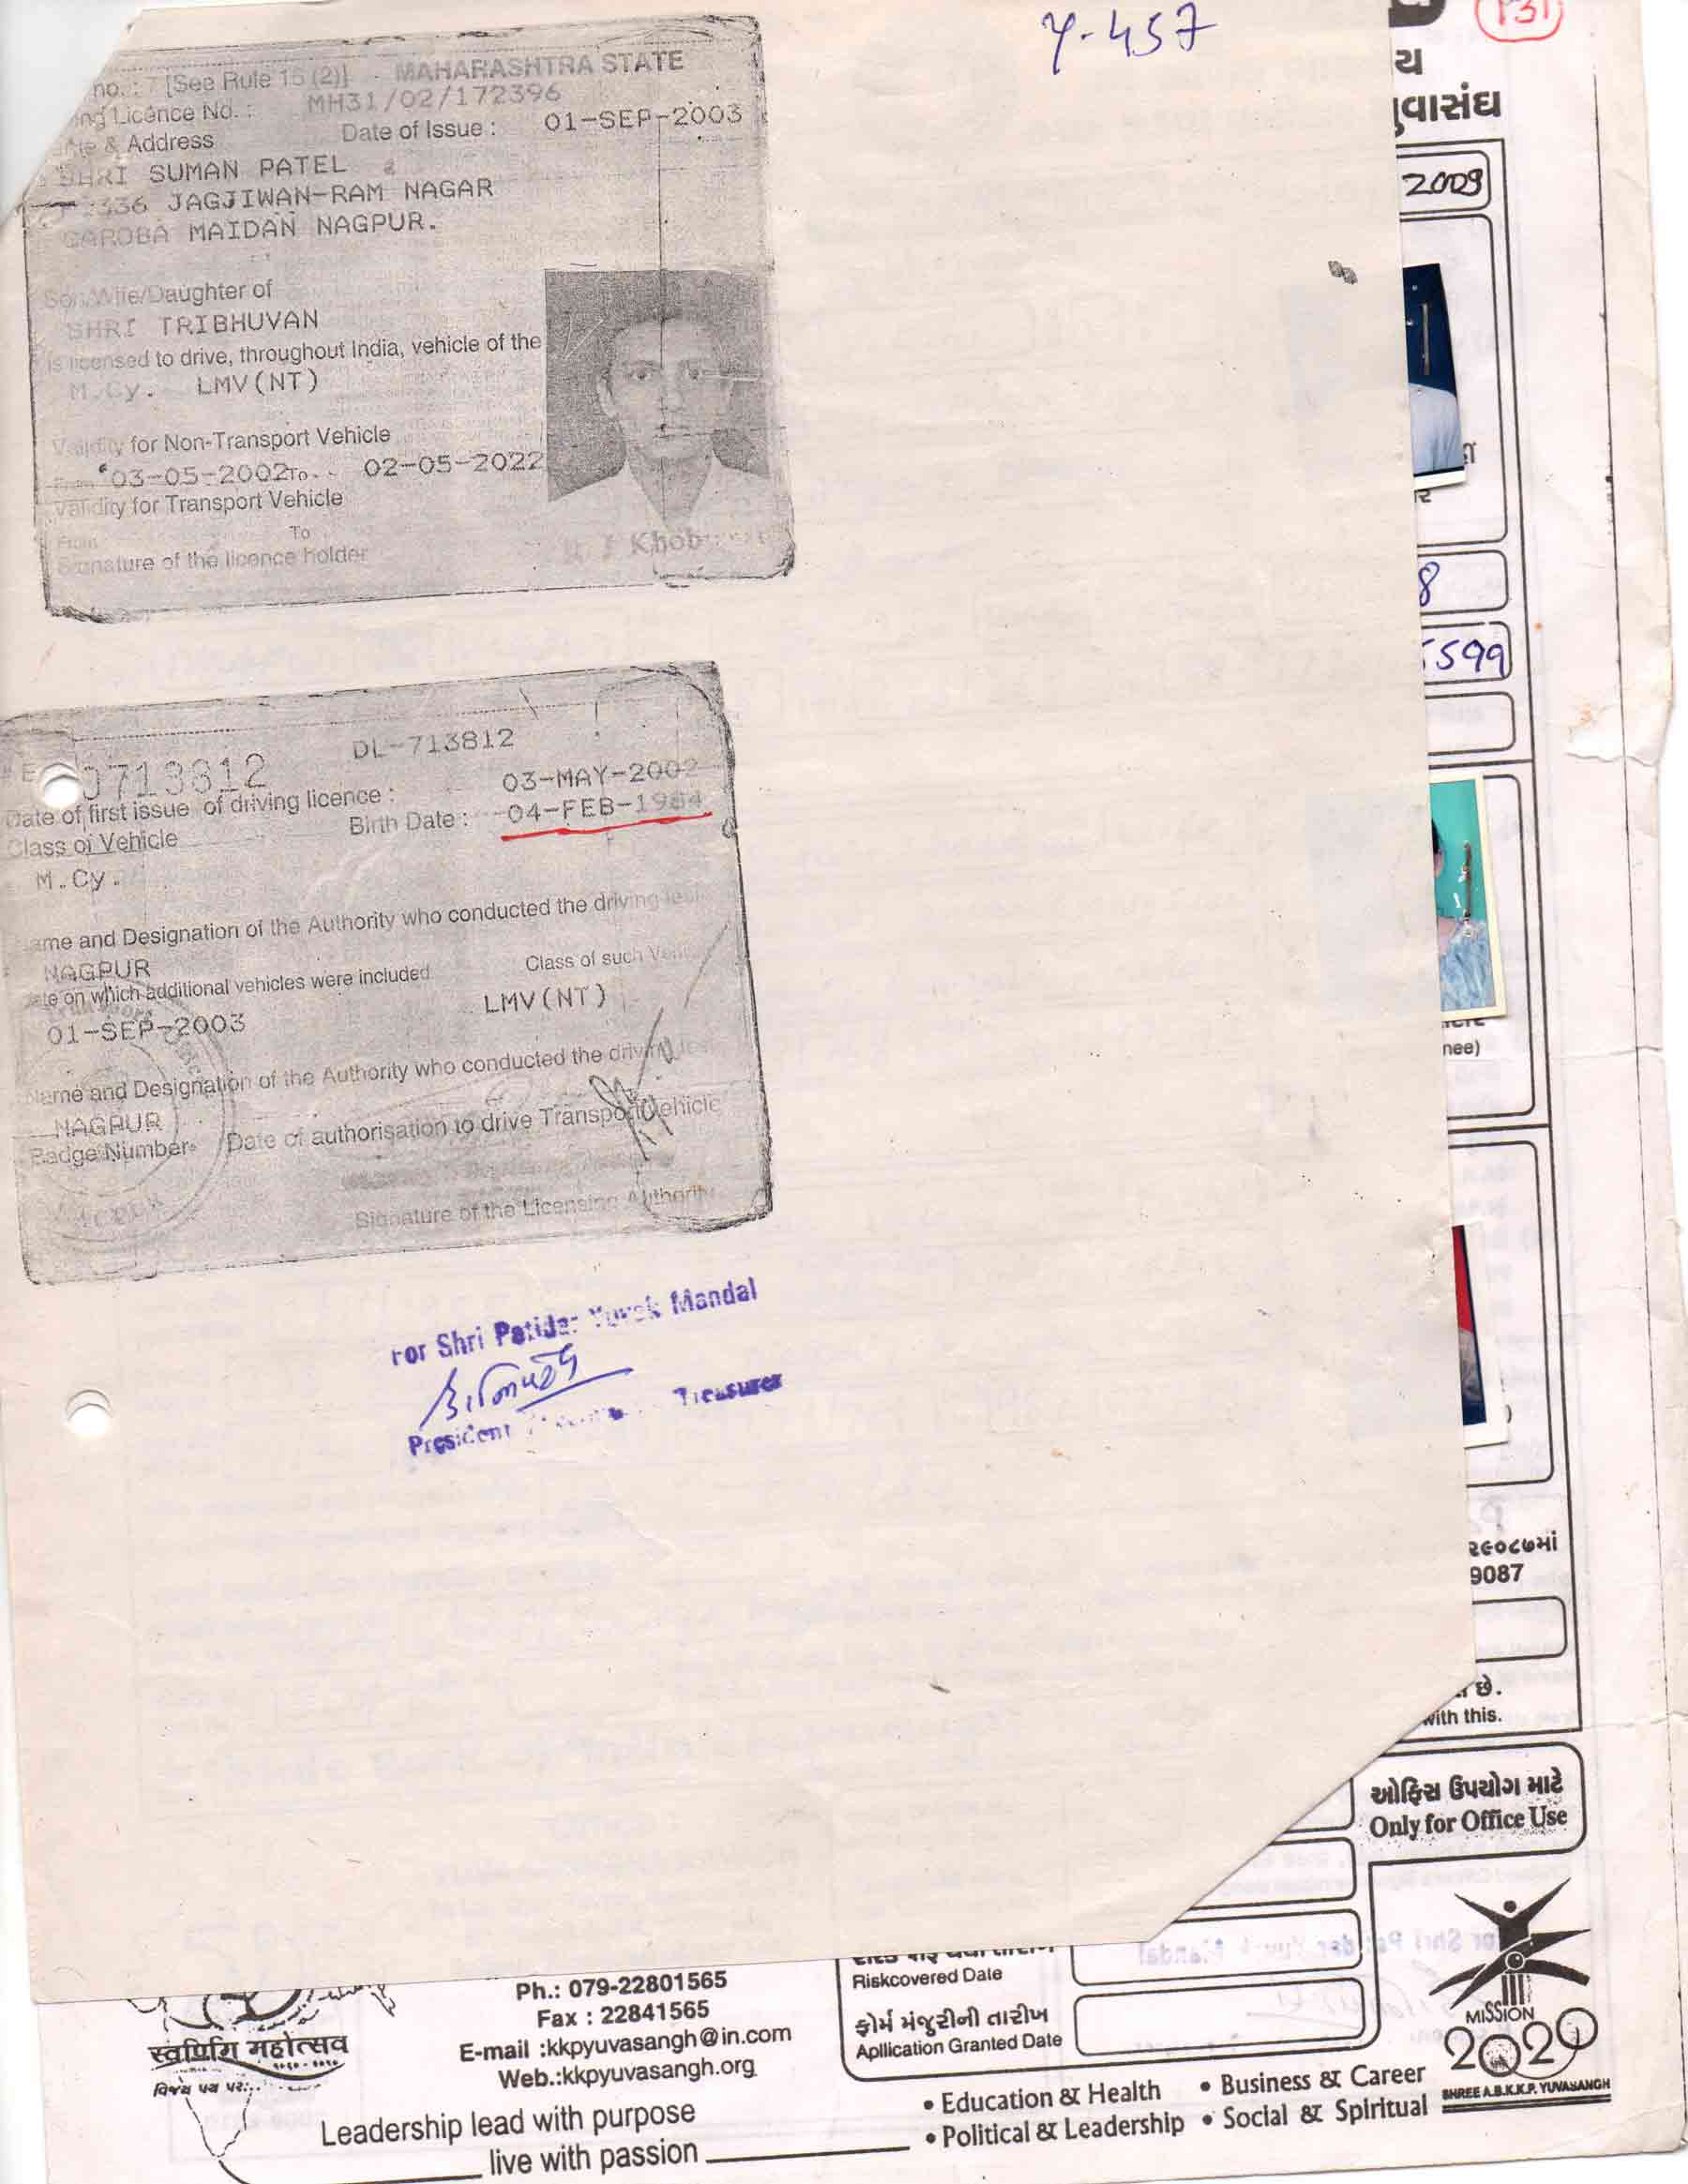 Y-457
131
no. : 7 [See Rule 16 (2)] MAHARASHTRA STATE
Licence No. : MH31/02/172396
& Address Date of Issue : 01-SEP-2003
SHRI SUMAN PATEL
JAGJIWAN-RAM NAGAR
GAROBA MAIDAN NAGPUR.
Son/Wife/Daughter of
SHRI TRIBHUVAN
is licensed to drive, throughout India, vehicle of the
M.Cy. LMV(NT)
Validity for Non-Transport Vehicle
From 03-05-2002 To 02-05-2022
Validity for Transport Vehicle
From To
Signature of the licence holder
DL-713812
0713812
Date of first issue of driving licence : 03-MAY-2002
Class of Vehicle Birth Date : 04-FEB-1984
M.Cy.
Name and Designation of the Authority who conducted the driving test
NAGPUR
Date on which additional vehicles were included Class of such
01-SEP-2003 LMV(NT)
Name and Designation of the Authority who conducted the driving test
NAGPUR
Badge Number Date of authorisation to drive Transport Vehicle
Signature of the Licensing Authority
For Shri Patidar Yuvak Mandal
President Treasurer
ય
યુવાસંઘ
2009
8
599
nee)
૨૯૦૮૭માં
9087
છે.
with this.
ઓફિસ ઉપયોગ માટે
Only for Office Use
Riskcovered Date
ફોર્મ મંજુરીની તારીખ
Apllication Granted Date
Ph.: 079-22801565
Fax : 22841565
E-mail :kkpyuvasangh@in.com
Web.:kkpyuvasangh.org
MISSION
2020
SHREE A.B.K.K.P. YUVASANGH
Leadership lead with purpose
live with passion
• Education & Health • Business & Career
• Political & Leadership • Social & Spiritual